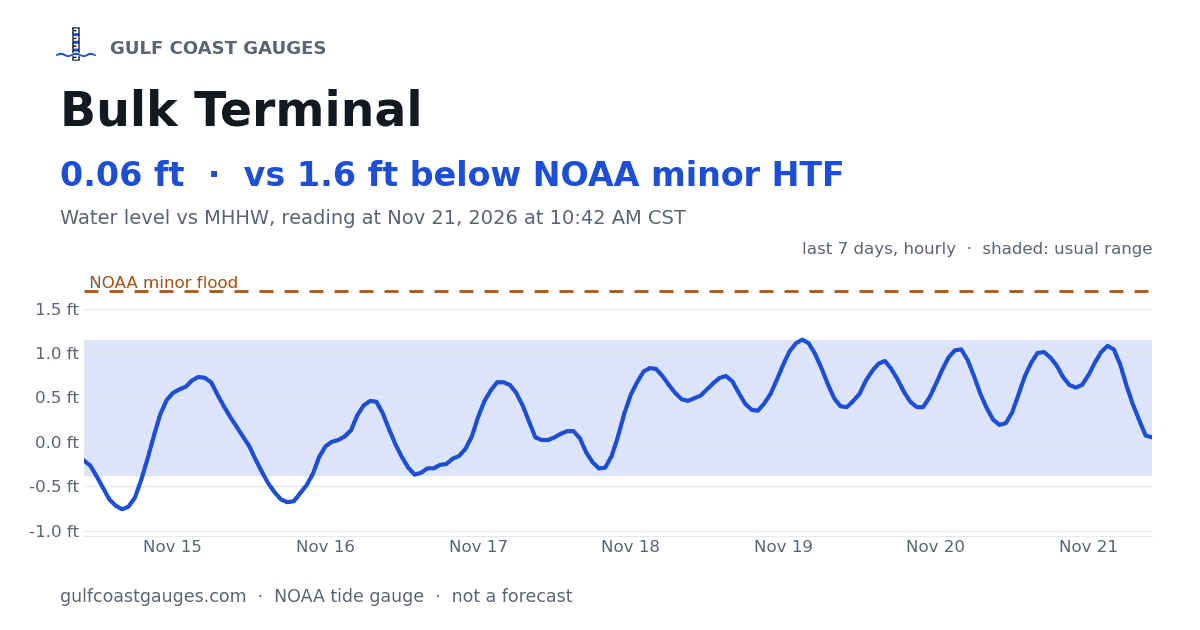 GULF COAST GAUGES
Bulk Terminal
0.06 ft · vs 1.6 ft below NOAA minor HTF
Water level vs MHHW, reading at Nov 21, 2026 at 10:42 AM CST
last 7 days, hourly · shaded: usual range
NOAA minor flood
1.5 ft
1.0 ft
0.5 ft
0.0 ft
-0.5 ft
-1.0 ft
Nov 15 Nov 16 Nov 17 Nov 18 Nov 19 Nov 20 Nov 21
gulfcoastgauges.com · NOAA tide gauge · not a forecast